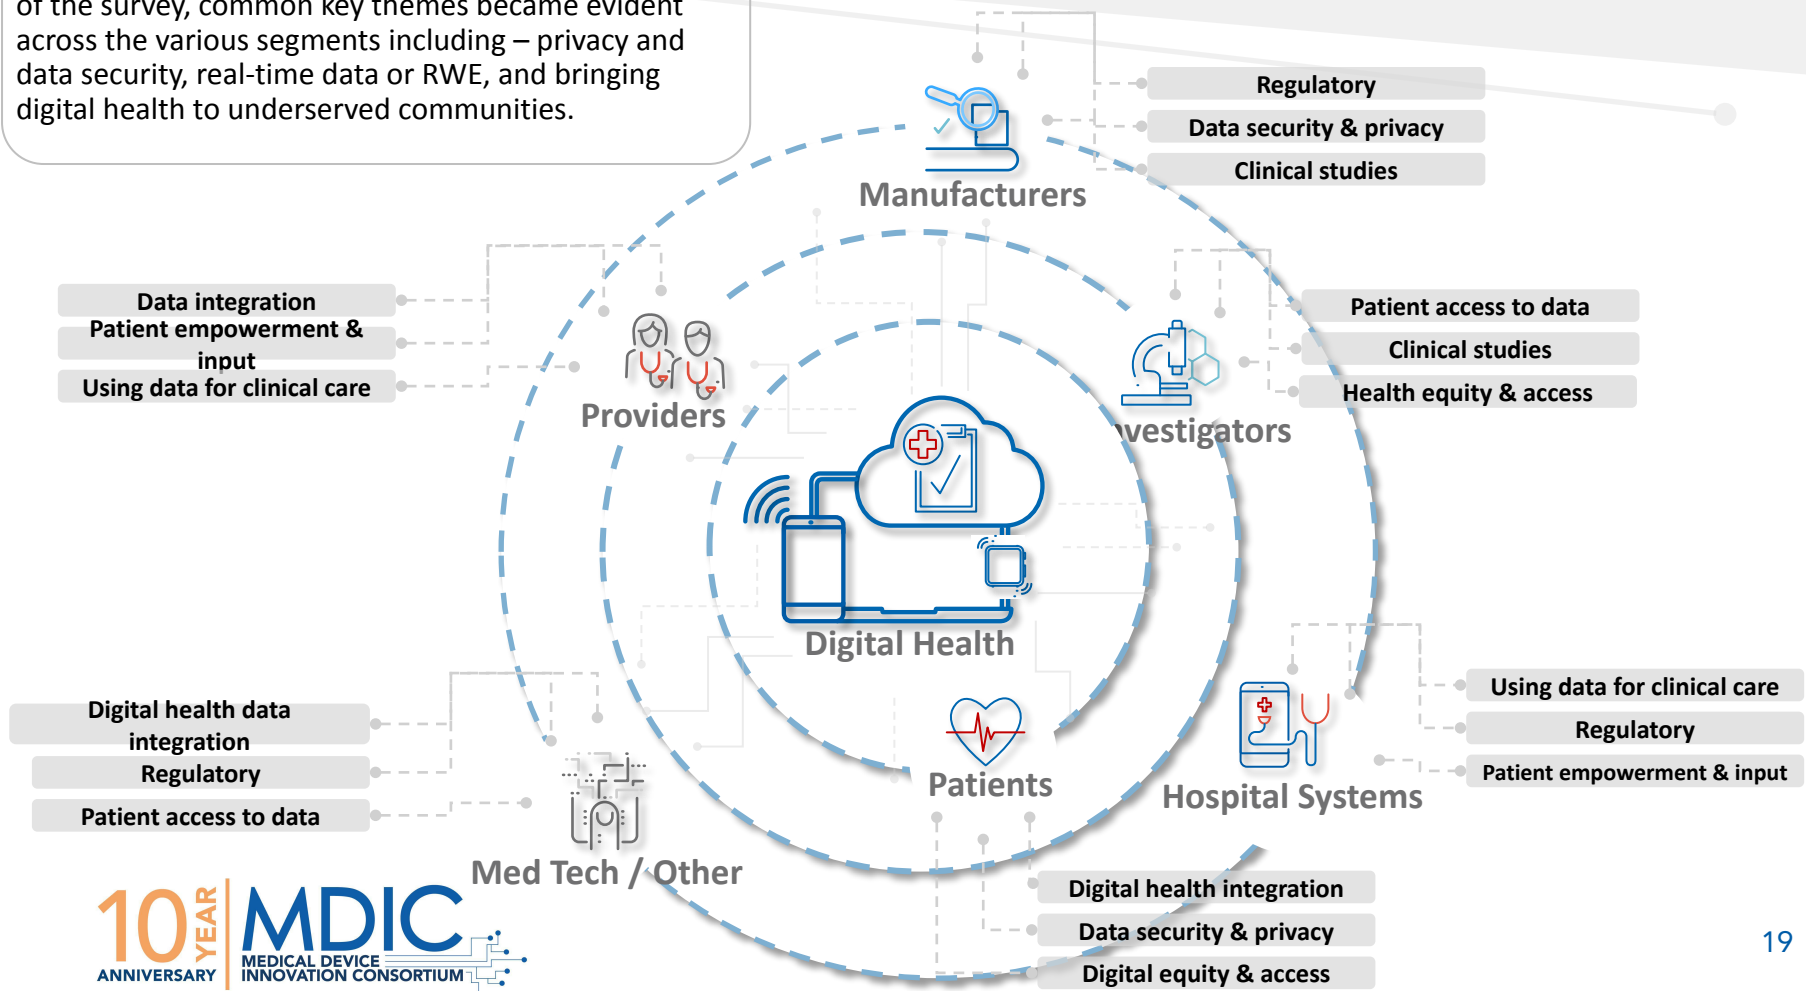 of the survey, common key themes became evident
across the various segments including – privacy and
data security, real-time data or RWE, and bringing
digital health to underserved communities.
Regulatory
Data security & privacy
Clinical studies
Manufacturers
Data integration
Patient empowerment &
input
Using data for clinical care
Providers
Patient access to data
Clinical studies
Health equity & access
vestigators
Digital Health
Digital health data
integration
Regulatory
Patient access to data
Med Tech / Other
Patients
Digital health integration
Data security & privacy
Digital equity & access
Using data for clinical care
Regulatory
Patient empowerment & input
Hospital Systems
10 YEAR
ANNIVERSARY
MDIC
MEDICAL DEVICE
INNOVATION CONSORTIUM
19